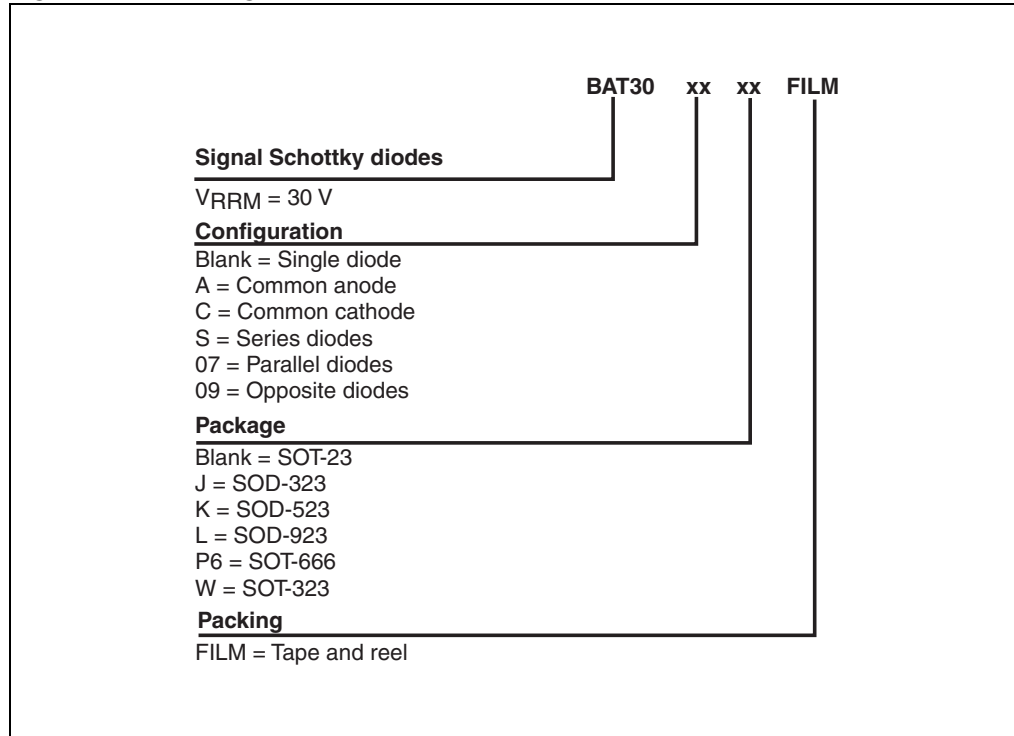 BAT30 xx xx FILM
Signal Schottky diodes
VRRM = 30 V
Configuration
Blank = Single diode
A = Common anode
C = Common cathode
S = Series diodes
07 = Parallel diodes
09 = Opposite diodes
Package
Blank = SOT-23
J = SOD-323
K = SOD-523
L = SOD-923
P6 = SOT-666
W = SOT-323
Packing
FILM = Tape and reel